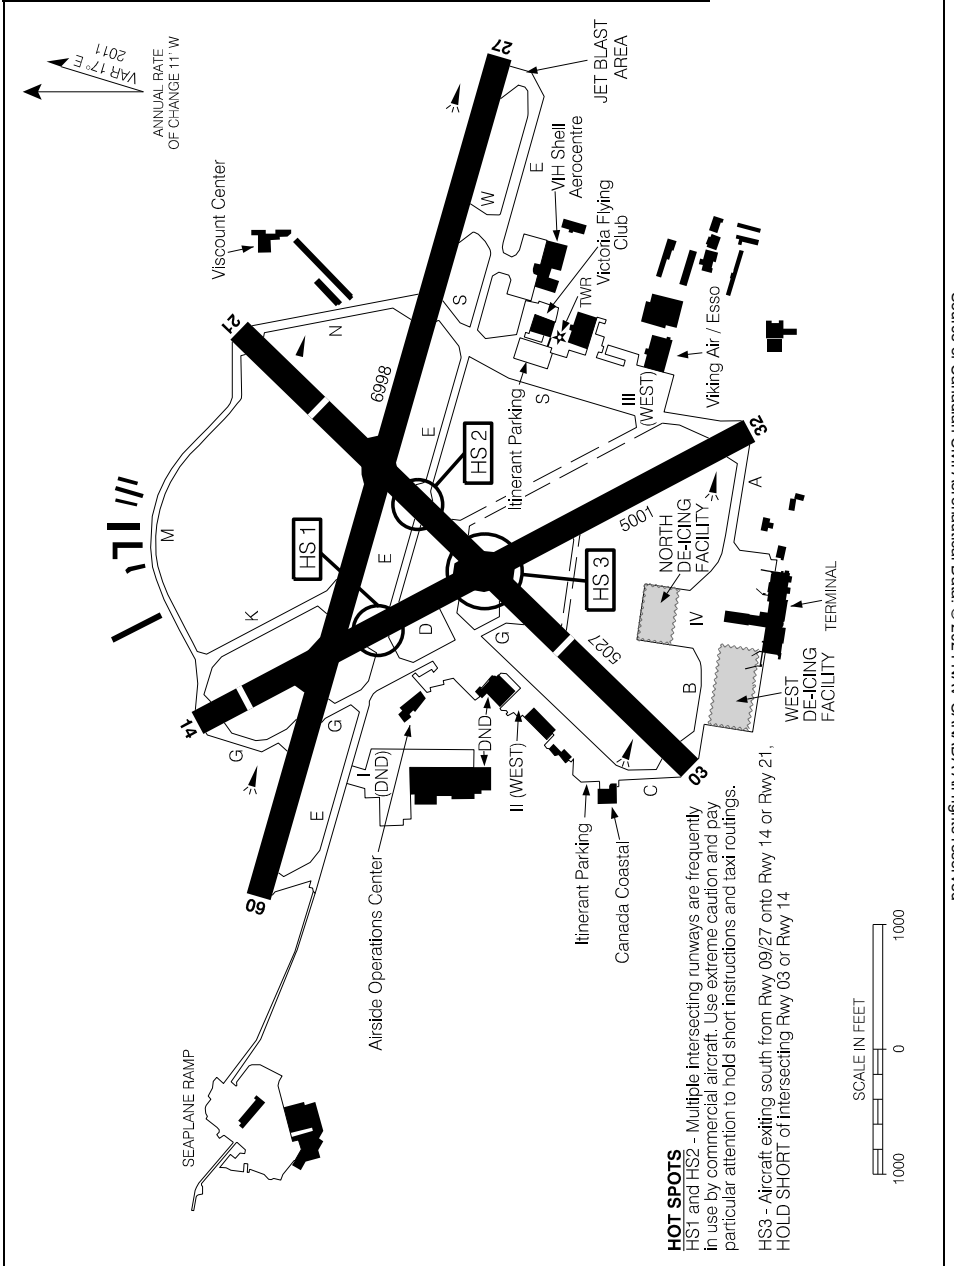 27
JET BLAST
AREA
VAR 17° E
2011
ANNUAL RATE
OF CHANGE 11' W
Viscount Center
W
E
VIH Shell
Aerocentre
Victoria Flying
Club
TWR
S
21
N
6998
E
HS 2
Itinerant Parking
S
III
(WEST)
Viking Air / Esso
32
M
K
HS 1
E
D
HS 3
5001
NORTH
DE-ICING
FACILITY
A
IV
TERMINAL
14
G
G
G
5027
B
WEST
DE-ICING
FACILITY
E
I
(DND)
DND
II (WEST)
C
03
09
Airside Operations Center
Itinerant Parking
Canada Coastal
SEAPLANE RAMP
HOT SPOTS
HS1 and HS2 - Multiple intersecting runways are frequently
in use by commercial aircraft. Use extreme caution and pay
particular attention to hold short instructions and taxi routings.
HS3 - Aircraft exiting south from Rwy 09/27 onto Rwy 14 or Rwy 21,
HOLD SHORT of intersecting Rwy 03 or Rwy 14
SCALE IN FEET
1000
0
1000